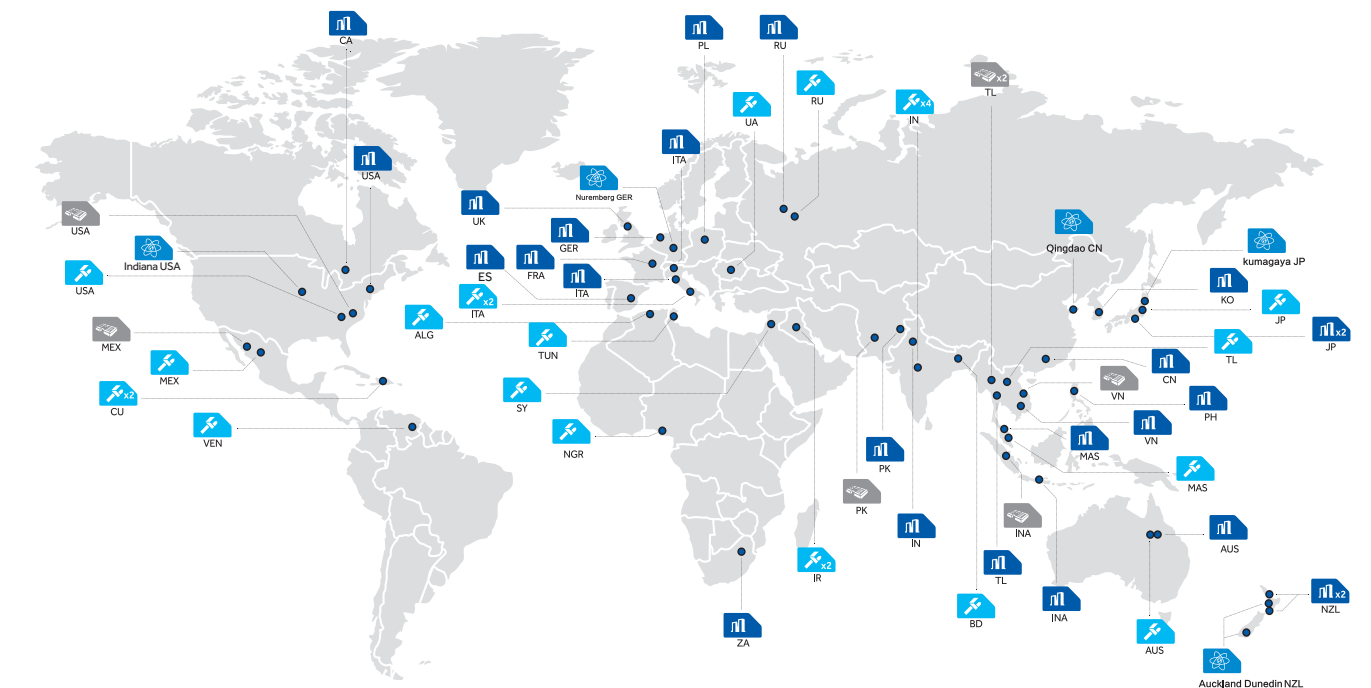 CA
PL
RU
x2
TL
RU
x4
IN
UA
ITA
USA
Nuremberg GER
USA
UK
GER
Qingdao CN
kumagaya JP
Indiana USA
USA
ES
FRA
ITA
x2
ITA
KO
JP
MEX
ALG
TUN
TL
x2
JP
MEX
CN
x2
CU
SY
VN
PH
VEN
NGR
VN
MAS
PK
MAS
PK
INA
IN
AUS
x2
IR
TL
x2
NZL
INA
BD
ZA
AUS
Auckland Dunedin NZL